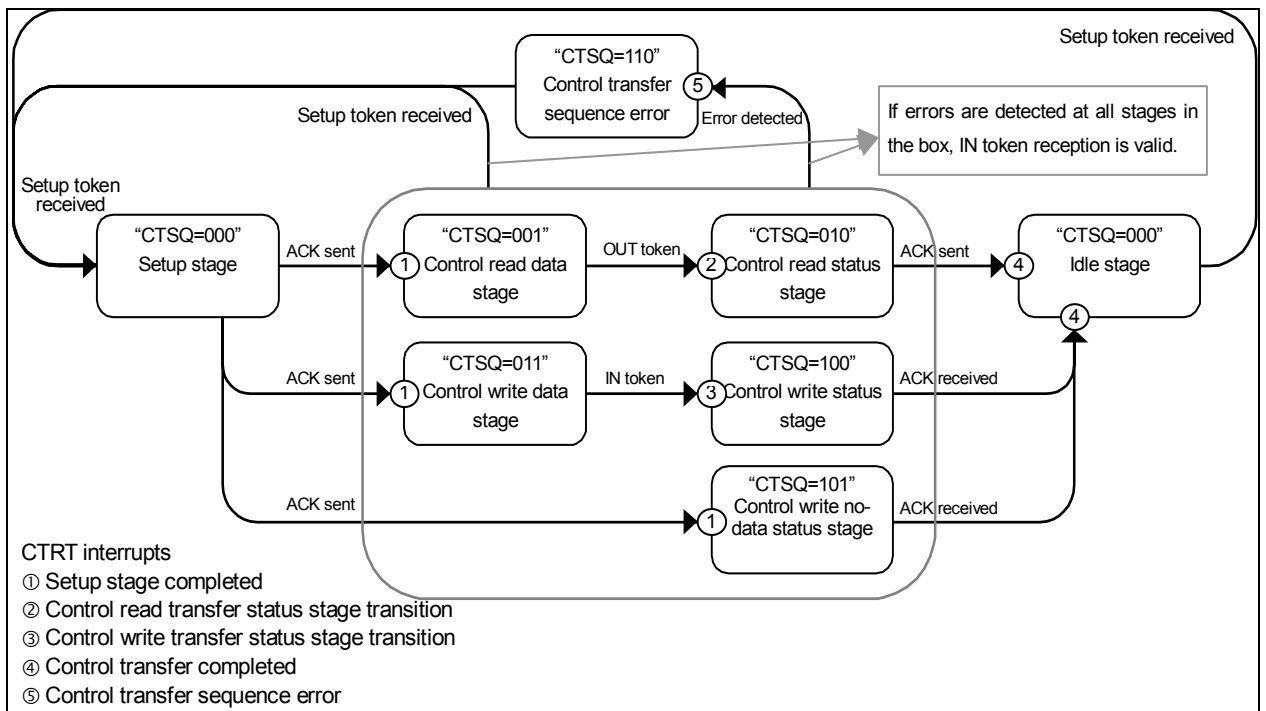 Setup token received
“CTSQ=110”
Control transfer
sequence error
⑤
Setup token received
Error detected
If errors are detected at all stages in
the box, IN token reception is valid.
Setup token
received
“CTSQ=000”
Setup stage
ACK sent
①
“CTSQ=001”
Control read data
stage
OUT token
②
“CTSQ=010”
Control read status
stage
ACK sent
④
“CTSQ=000”
Idle stage
④
ACK sent
①
“CTSQ=011”
Control write data
stage
IN token
③
“CTSQ=100”
Control write status
stage
ACK received
ACK sent
①
“CTSQ=101”
Control write no-
data status stage
ACK received
CTRT interrupts
① Setup stage completed
② Control read transfer status stage transition
③ Control write transfer status stage transition
④ Control transfer completed
⑤ Control transfer sequence error